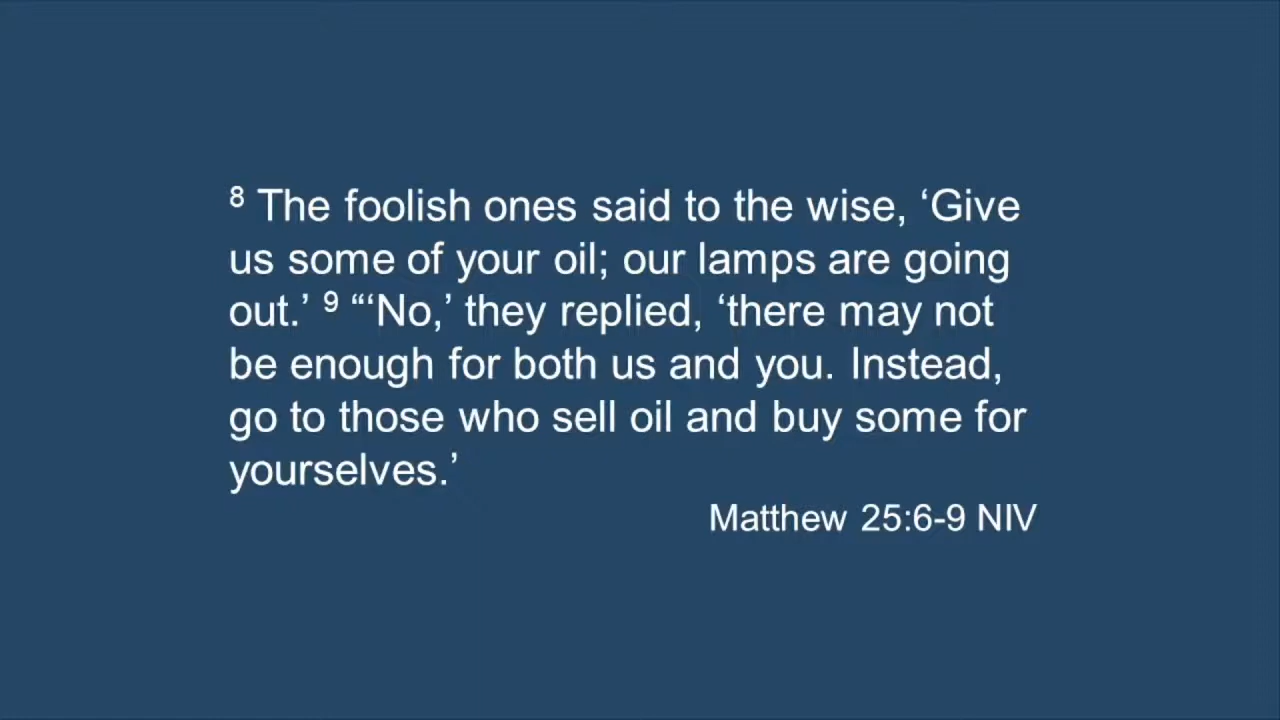 ⁸ The foolish ones said to the wise, ‘Give
us some of your oil; our lamps are going
out.’ ⁹ “‘No,’ they replied, ‘there may not
be enough for both us and you. Instead,
go to those who sell oil and buy some for
yourselves.’
Matthew 25:6-9 NIV